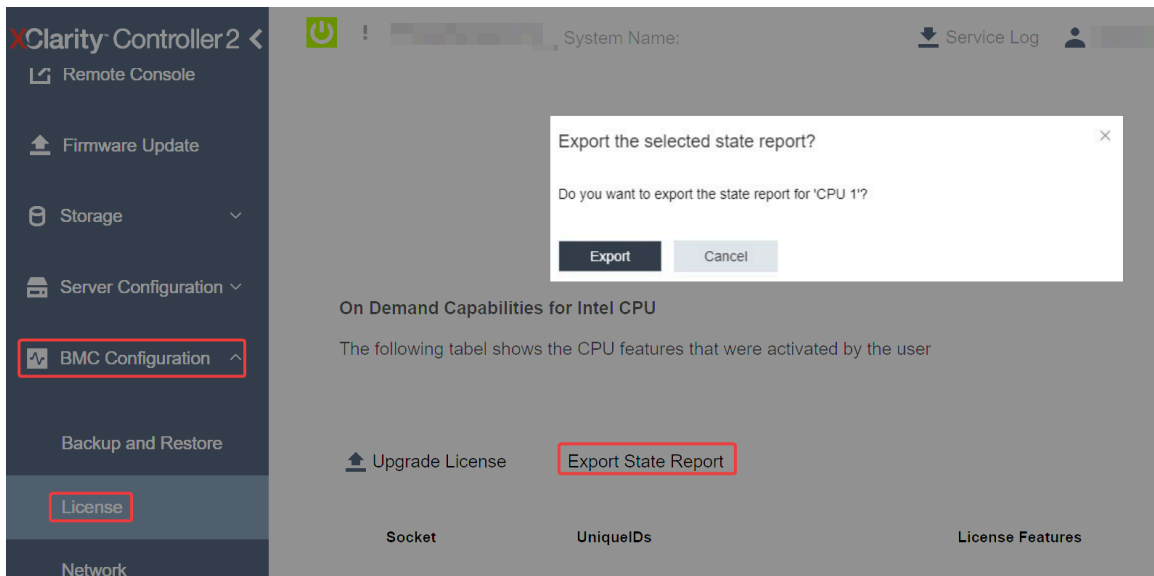 XClarity Controller 2
Remote Console
Firmware Update
Storage
Server Configuration
BMC Configuration
Backup and Restore
License
Network
System Name:
Service Log
Export the selected state report?
Do you want to export the state report for 'CPU 1'?
Export
Cancel
On Demand Capabilities for Intel CPU
The following tabel shows the CPU features that were activated by the user
Upgrade License
Export State Report
Socket
UniqueIDs
License Features